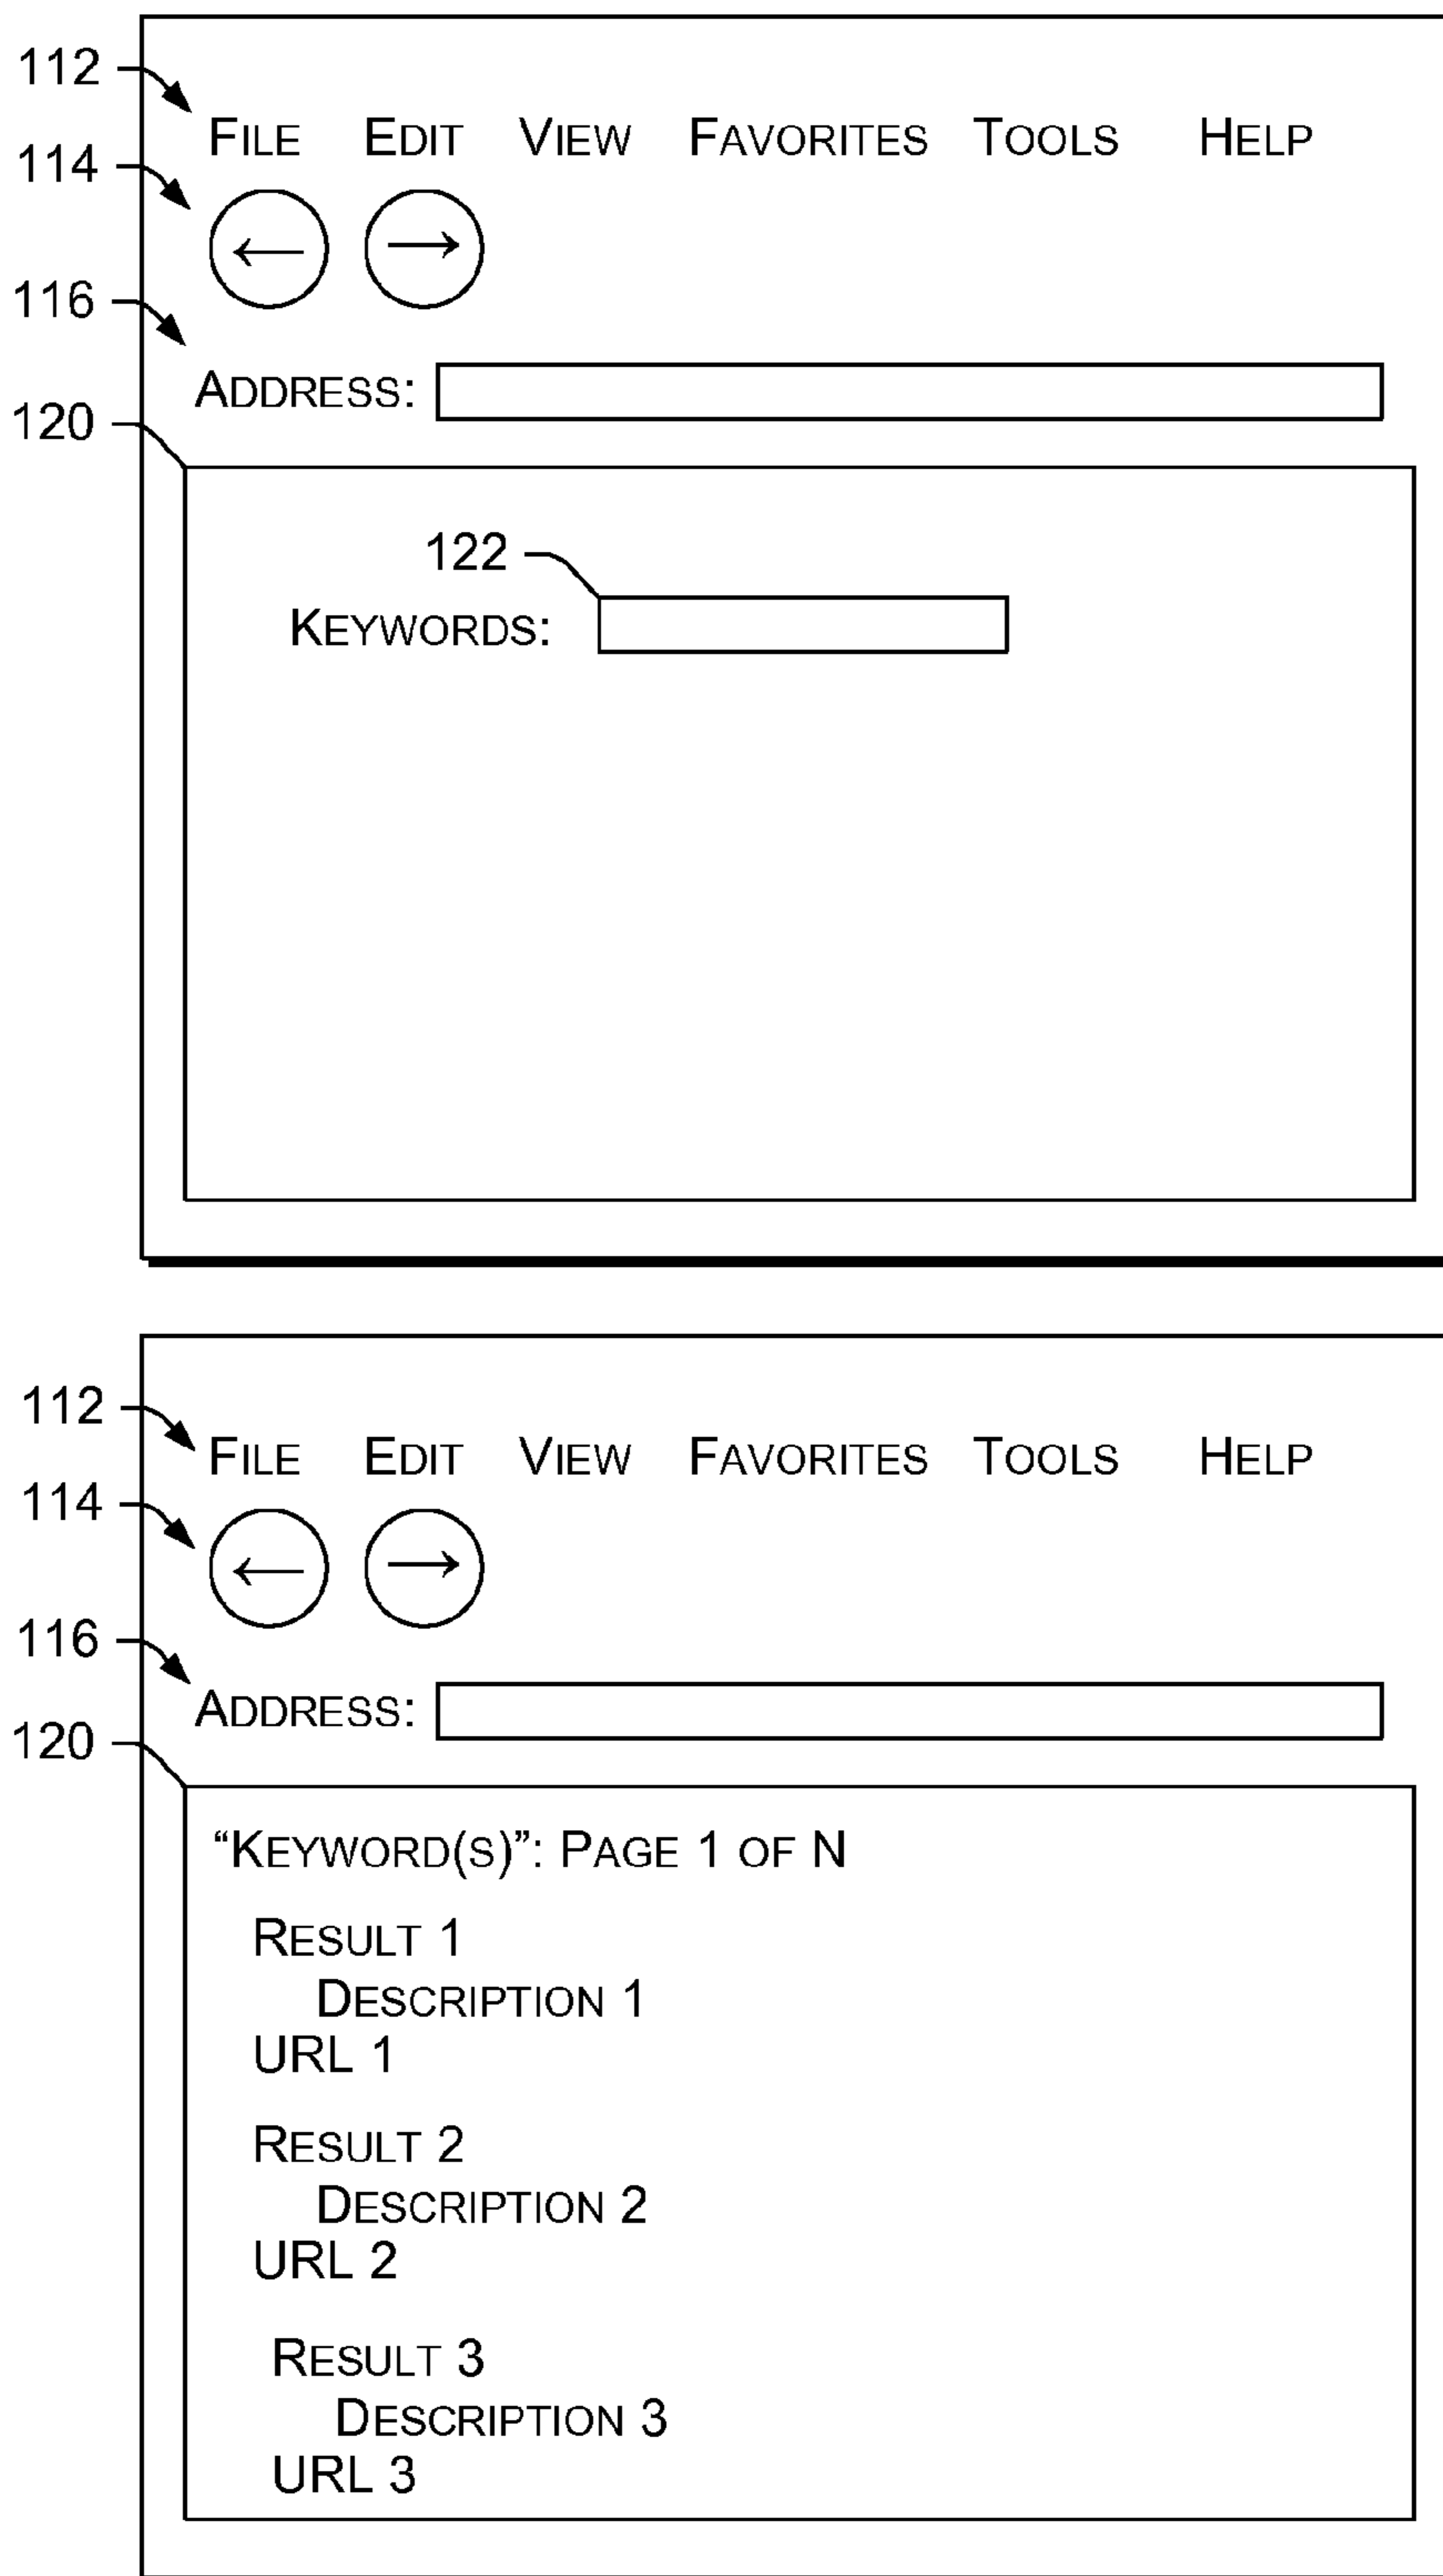 112
FILE EDIT VIEW FAVORITES TOOLS HELP
114
← →
116
ADDRESS:
120
122
KEYWORDS:
112
FILE EDIT VIEW FAVORITES TOOLS HELP
114
← →
116
ADDRESS:
120
“KEYWORD(S)”: PAGE 1 OF N
RESULT 1
DESCRIPTION 1
URL 1
RESULT 2
DESCRIPTION 2
URL 2
RESULT 3
DESCRIPTION 3
URL 3